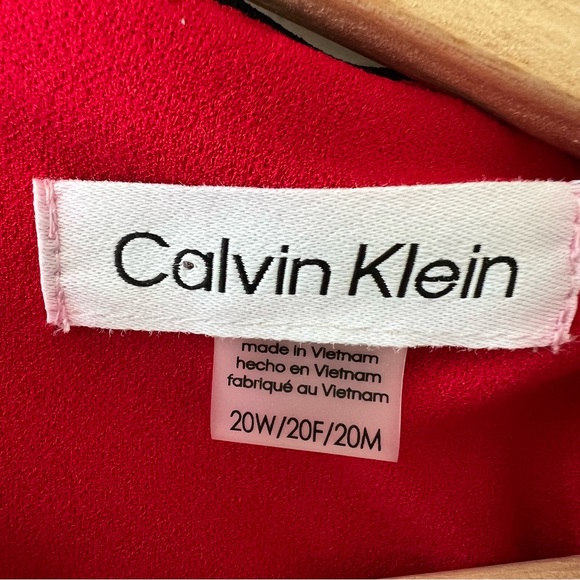 Calvin Klein
made in Vietnam
hecho en Vietnam
fabriqué au Vietnam
20W/20F/20M